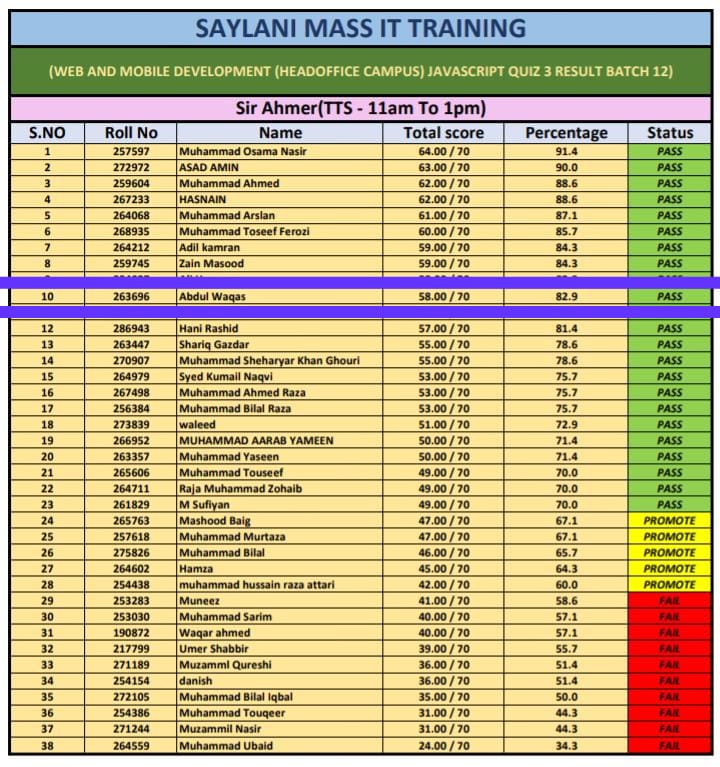 SAYLANI MASS IT TRAINING
(WEB AND MOBILE DEVELOPMENT (HEADOFFICE CAMPUS) JAVASCRIPT QUIZ 3 RESULT BATCH 12)
Sir Ahmer(TTS - 11am To 1pm)
S.NO Roll No Name Total score Percentage Status
1 257597 Muhammad Osama Nasir 64.00 / 70 91.4 PASS
2 272972 ASAD AMIN 63.00 / 70 90.0 PASS
3 259604 Muhammad Ahmed 62.00 / 70 88.6 PASS
4 267233 HASNAIN 62.00 / 70 88.6 PASS
5 264068 Muhammad Arslan 61.00 / 70 87.1 PASS
6 268935 Muhammad Toseef Ferozi 60.00 / 70 85.7 PASS
7 264212 Adil kamran 59.00 / 70 84.3 PASS
8 259745 Zain Masood 59.00 / 70 84.3 PASS
10 263696 Abdul Waqas 58.00 / 70 82.9 PASS
12 286943 Hani Rashid 57.00 / 70 81.4 PASS
13 263447 Shariq Gazdar 55.00 / 70 78.6 PASS
14 270907 Muhammad Sheharyar Khan Ghouri 55.00 / 70 78.6 PASS
15 264979 Syed Kumail Naqvi 53.00 / 70 75.7 PASS
16 267498 Muhammad Ahmed Raza 53.00 / 70 75.7 PASS
17 256384 Muhammad Bilal Raza 53.00 / 70 75.7 PASS
18 273839 waleed 51.00 / 70 72.9 PASS
19 266952 MUHAMMAD AARAB YAMEEN 50.00 / 70 71.4 PASS
20 263357 Muhammad Yaseen 50.00 / 70 71.4 PASS
21 265606 Muhammad Touseef 49.00 / 70 70.0 PASS
22 264711 Raja Muhammad Zohaib 49.00 / 70 70.0 PASS
23 261829 M Sufiyan 49.00 / 70 70.0 PASS
24 265763 Mashood Baig 47.00 / 70 67.1 PROMOTE
25 257618 Muhammad Murtaza 47.00 / 70 67.1 PROMOTE
26 275826 Muhammad Bilal 46.00 / 70 65.7 PROMOTE
27 264602 Hamza 45.00 / 70 64.3 PROMOTE
28 254438 muhammad hussain raza attari 42.00 / 70 60.0 PROMOTE
29 253283 Muneez 41.00 / 70 58.6 FAIL
30 253030 Muhammad Sarim 40.00 / 70 57.1 FAIL
31 190872 Waqar ahmed 40.00 / 70 57.1 FAIL
32 217799 Umer Shabbir 39.00 / 70 55.7 FAIL
33 271189 Muzamml Qureshi 36.00 / 70 51.4 FAIL
34 254154 danish 36.00 / 70 51.4 FAIL
35 272105 Muhammad Bilal Iqbal 35.00 / 70 50.0 FAIL
36 254386 Muhammad Touqeer 31.00 / 70 44.3 FAIL
37 271244 Muzammil Nasir 31.00 / 70 44.3 FAIL
38 264559 Muhammad Ubaid 24.00 / 70 34.3 FAIL